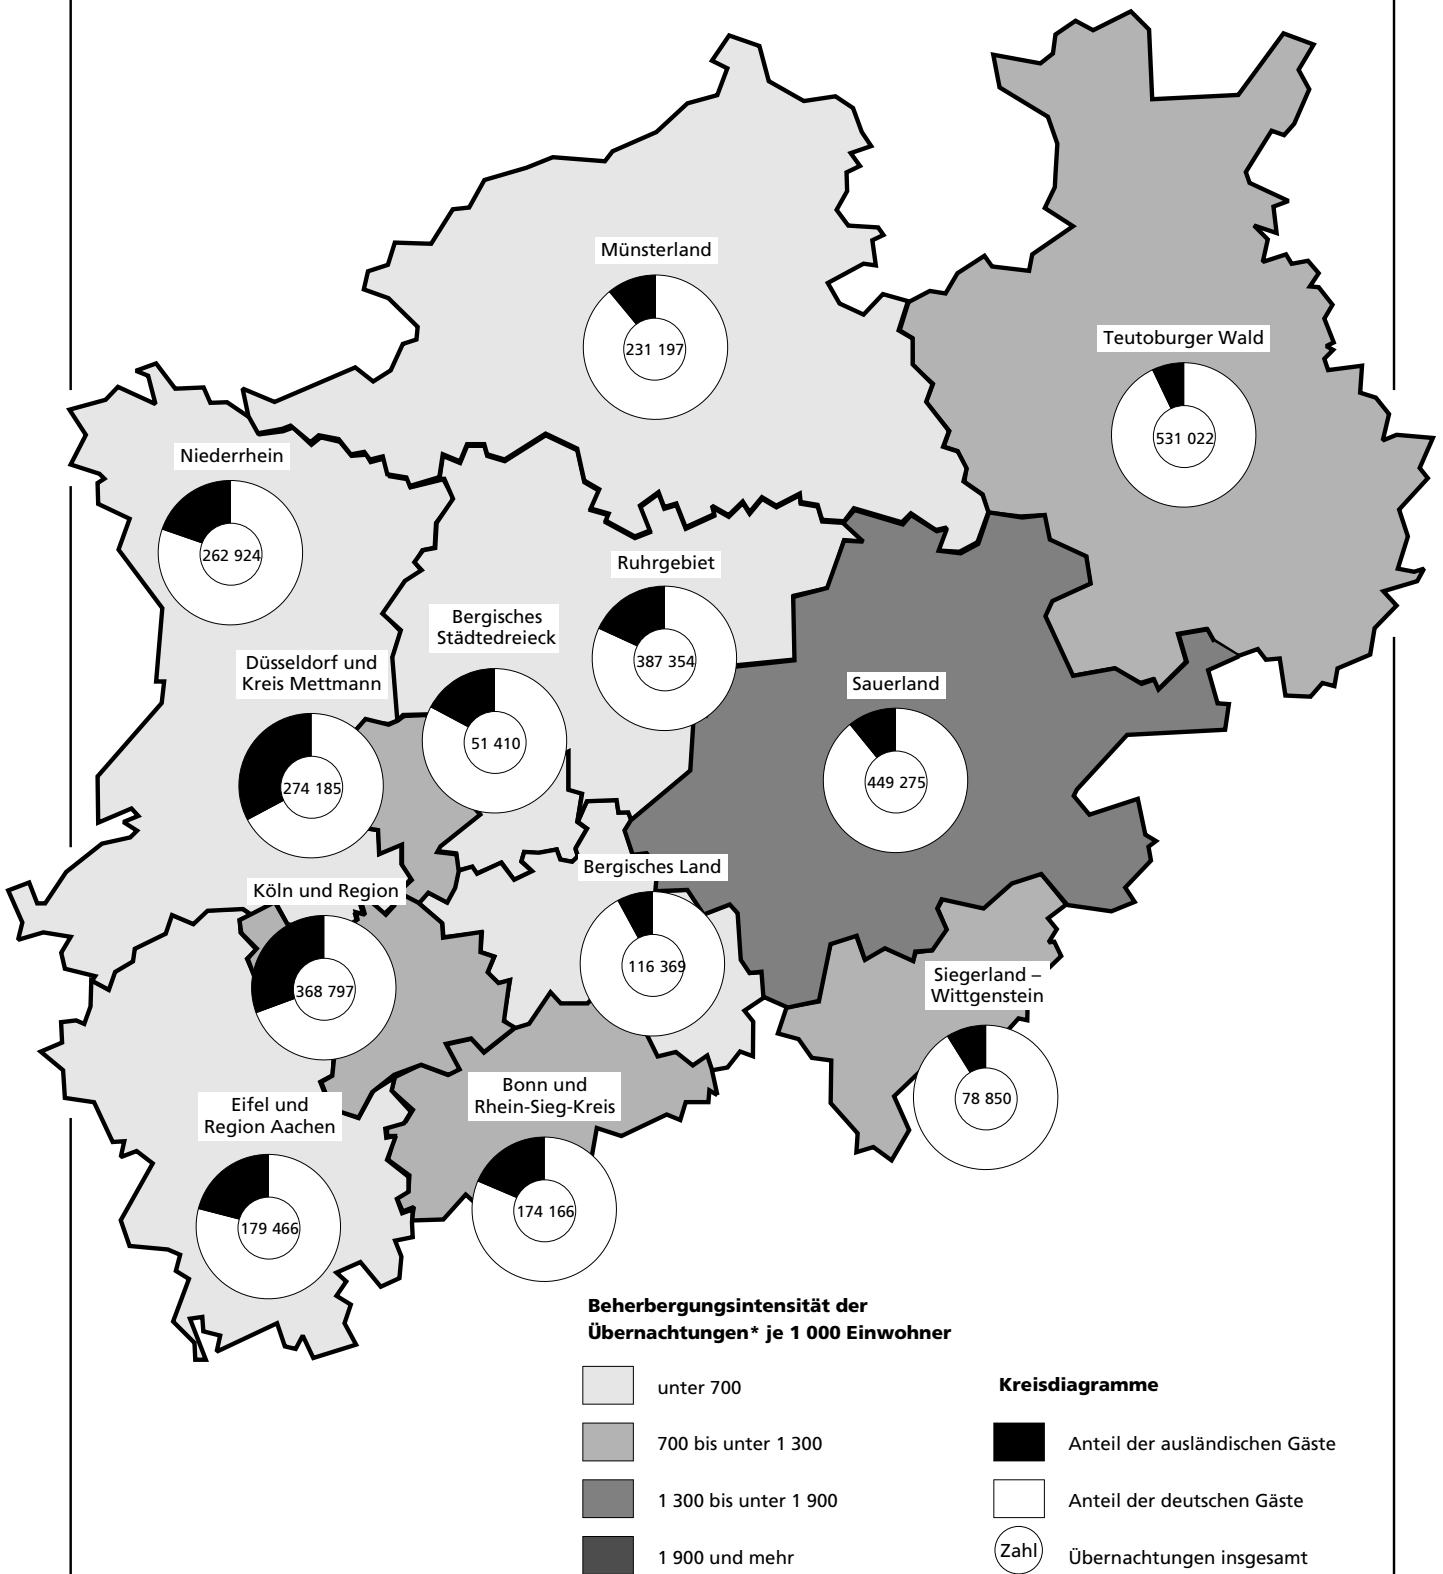 Münsterland
231 197
Teutoburger Wald
531 022
Niederrhein
262 924
Ruhrgebiet
387 354
Bergisches
Städtedreieck
51 410
Düsseldorf und
Kreis Mettmann
274 185
Sauerland
449 275
Bergisches Land
116 369
Köln und Region
368 797
Siegerland –
Wittgenstein
78 850
Bonn und
Rhein-Sieg-Kreis
174 166
Eifel und
Region Aachen
179 466
Beherbergungsintensität der
Übernachtungen* je 1 000 Einwohner
unter 700
700 bis unter 1 300
1 300 bis unter 1 900
1 900 und mehr
Kreisdiagramme
Anteil der ausländischen Gäste
Anteil der deutschen Gäste
Zahl Übernachtungen insgesamt